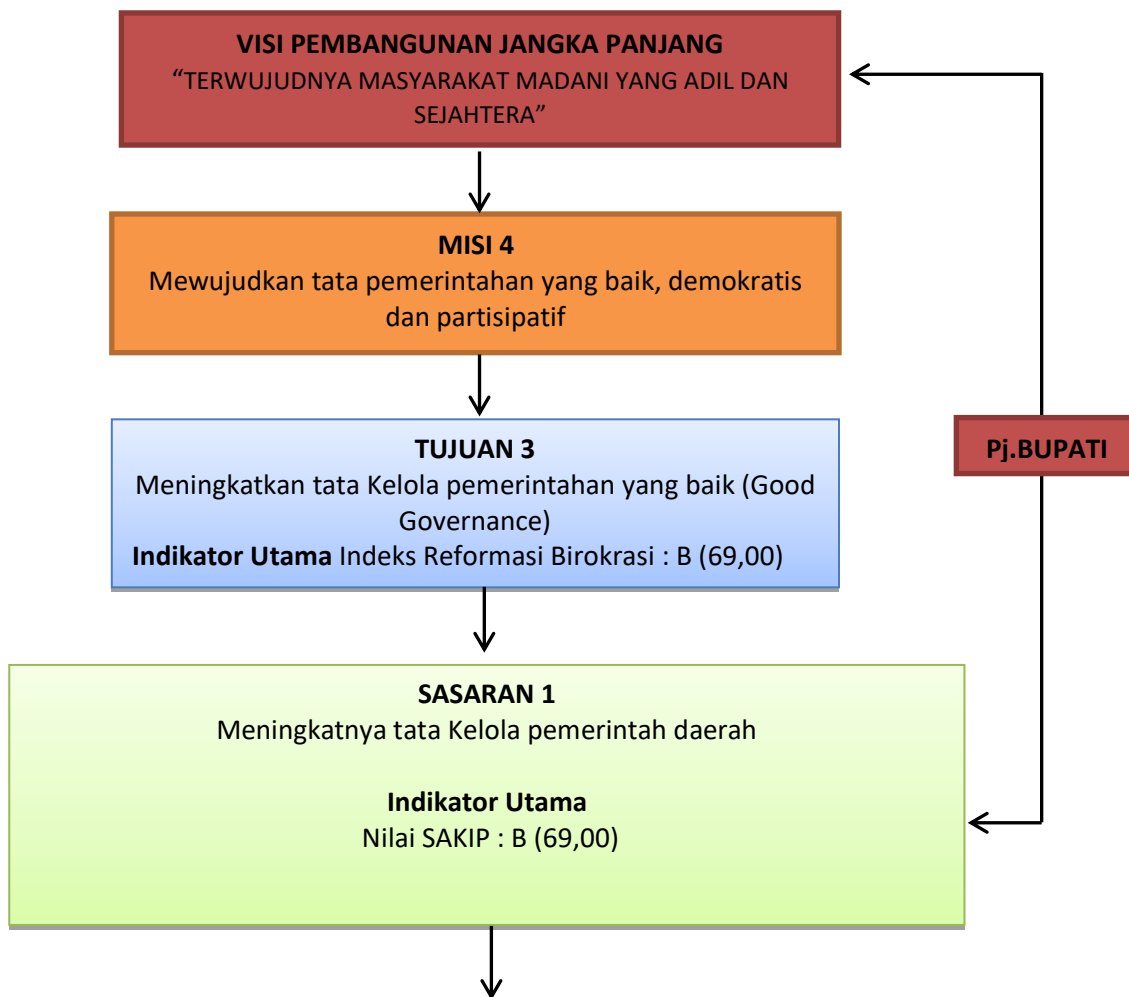 VISI PEMBANGUNAN JANGKA PANJANG
“TERWUJUDNYA MASYARAKAT MADANI YANG ADIL DAN
SEJAHTERA”
MISI 4
Mewujudkan tata pemerintahan yang baik, demokratis
dan partisipatif
TUJUAN 3
Meningkatkan tata Kelola pemerintahan yang baik (Good
Governance)
Indikator Utama Indeks Reformasi Birokrasi : B (69,00)
Pj.BUPATI
SASARAN 1
Meningkatnya tata Kelola pemerintah daerah
Indikator Utama
Nilai SAKIP : B (69,00)